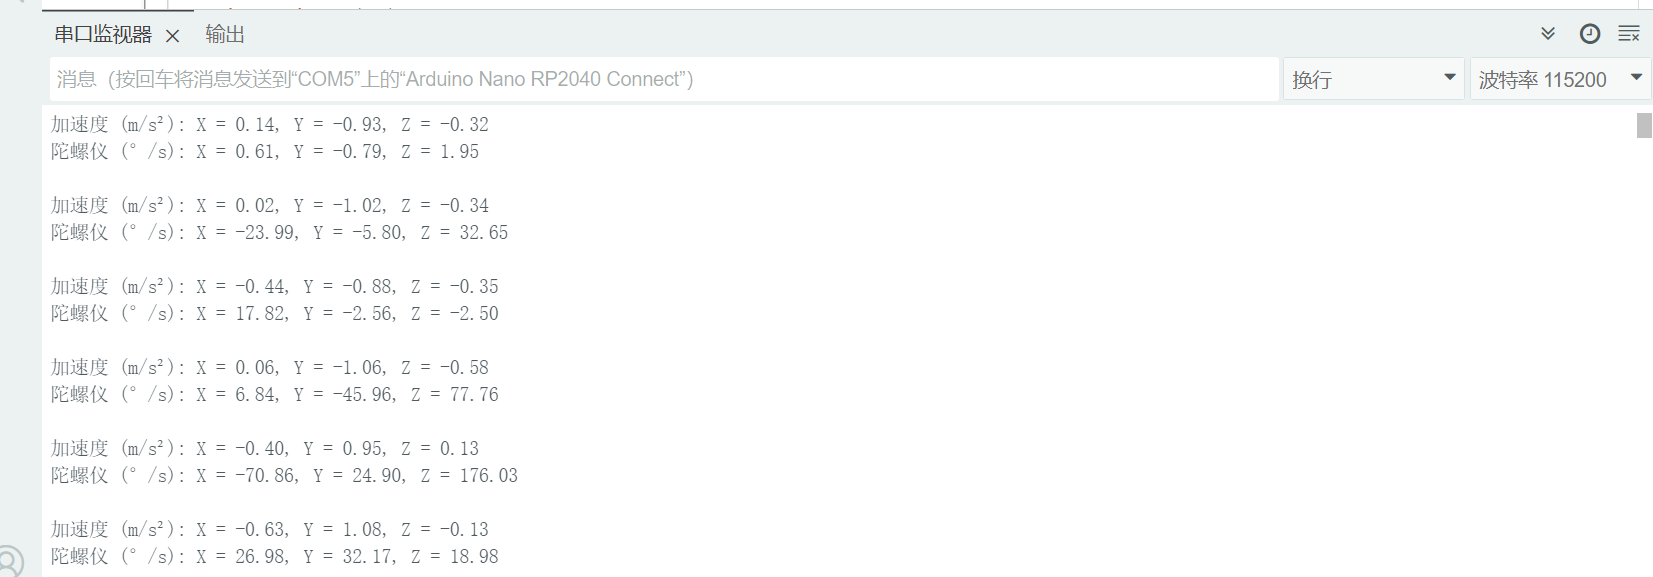 串口监视器 输出
消息（按回车将消息发送到“COM5”上的“Arduino Nano RP2040 Connect”）
换行
波特率 115200
加速度 (m/s²): X = 0.14, Y = -0.93, Z = -0.32
陀螺仪 (° /s): X = 0.61, Y = -0.79, Z = 1.95
加速度 (m/s²): X = 0.02, Y = -1.02, Z = -0.34
陀螺仪 (° /s): X = -23.99, Y = -5.80, Z = 32.65
加速度 (m/s²): X = -0.44, Y = -0.88, Z = -0.35
陀螺仪 (° /s): X = 17.82, Y = -2.56, Z = -2.50
加速度 (m/s²): X = 0.06, Y = -1.06, Z = -0.58
陀螺仪 (° /s): X = 6.84, Y = -45.96, Z = 77.76
加速度 (m/s²): X = -0.40, Y = 0.95, Z = 0.13
陀螺仪 (° /s): X = -70.86, Y = 24.90, Z = 176.03
加速度 (m/s²): X = -0.63, Y = 1.08, Z = -0.13
陀螺仪 (° /s): X = 26.98, Y = 32.17, Z = 18.98